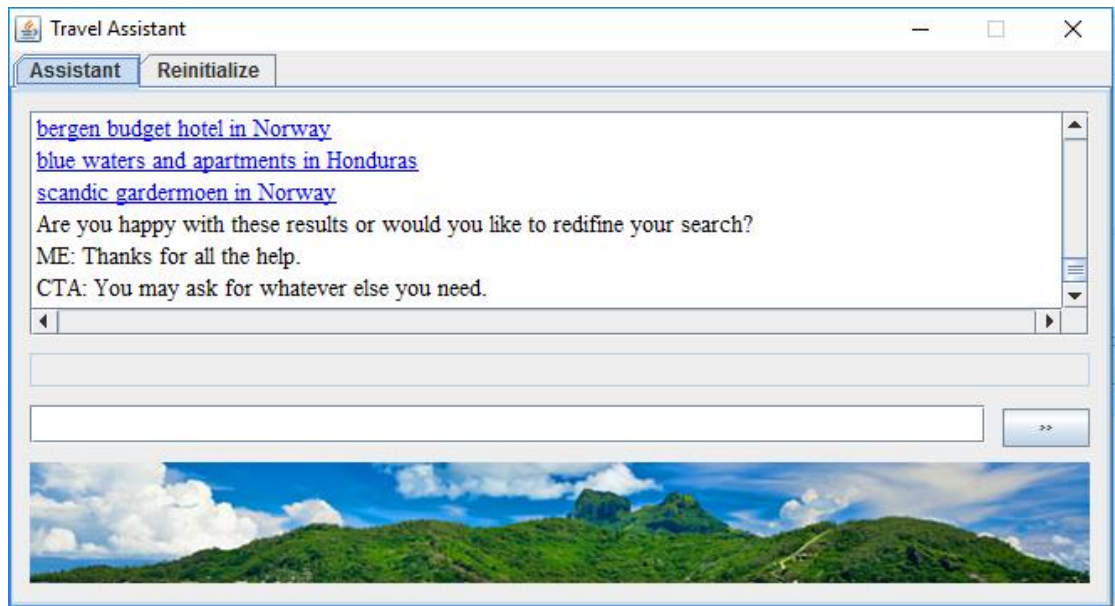 Travel Assistant
Assistant Reinitialize
bergen budget hotel in Norway
blue waters and apartments in Honduras
scandic gardermoen in Norway
Are you happy with these results or would you like to redifine your search?
ME: Thanks for all the help.
CTA: You may ask for whatever else you need.
>>